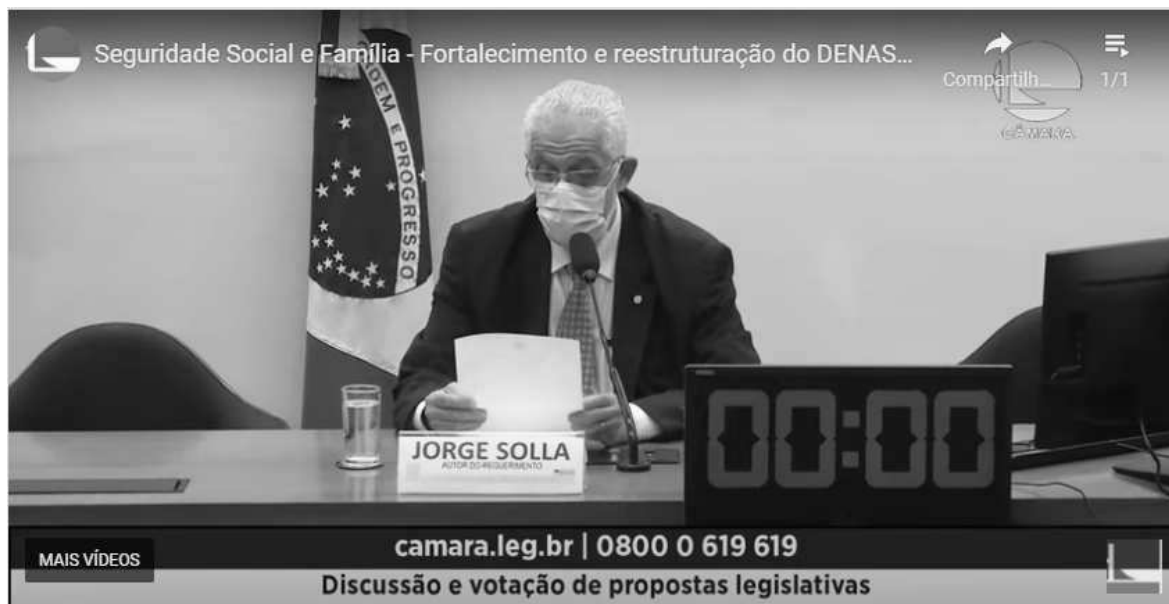 Seguridade Social e Família - Fortalecimento e reestruturação do DENAS...
Compartilh...
1/1
CÂMARA
DEM E PROGRESSO
JORGE SOLLA
AUTOR DO REQUERIMENTO
00:00
MAIS VÍDEOS
camara.leg.br | 0800 0 619 619
Discussão e votação de propostas legislativas